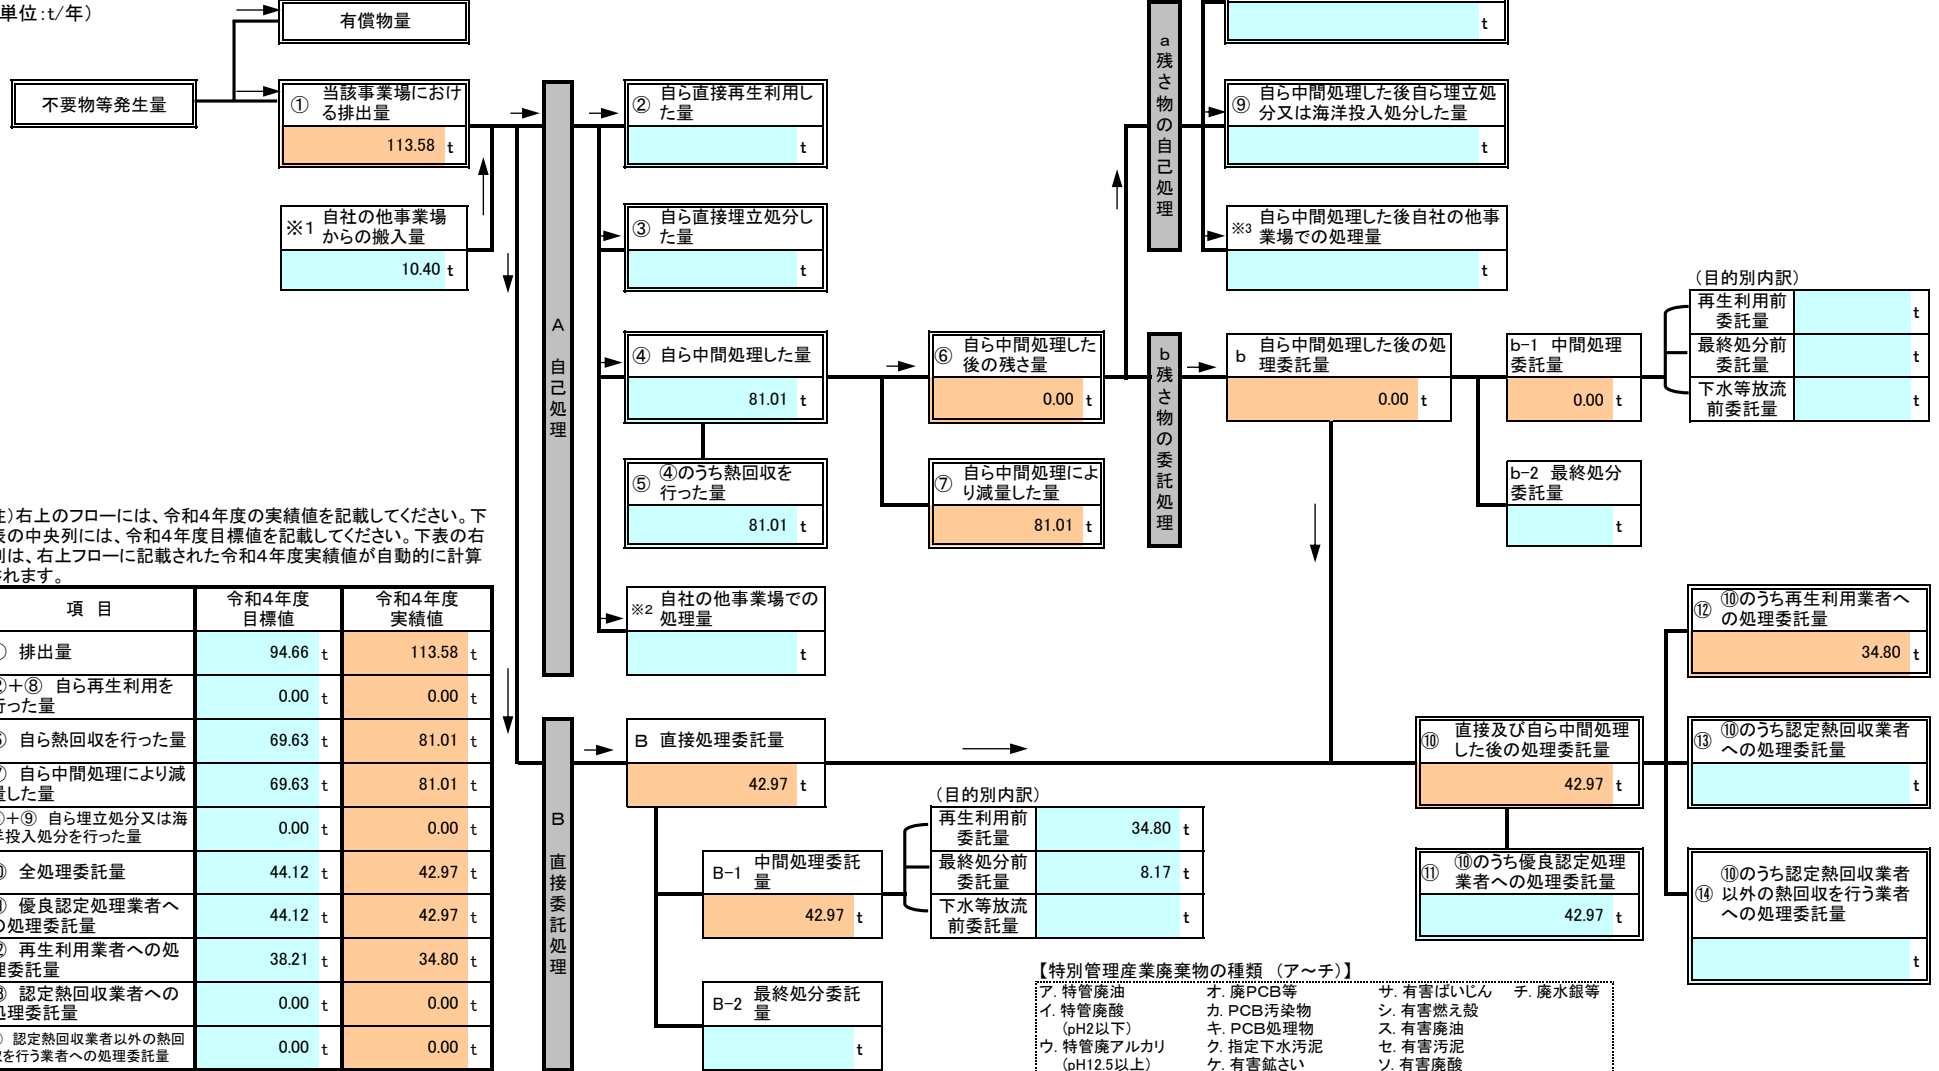 単位:t/年）
有償物量
t
不要物等発生量
① 当該事業場におけ
る排出量
113.58 t
② 自ら直接再生利用し
た量
t
⑨ 自ら中間処理した後自ら埋立処
分又は海洋投入処分した量
t
a
残さ物の自己処理
※1 自社の他事業場
からの搬入量
10.40 t
③ 自ら直接埋立処分し
た量
t
※3 自ら中間処理した後自社の他事
業場での処理量
t
A
自己処理
④ 自ら中間処理した量
81.01 t
⑥ 自ら中間処理した
後の残さ量
0.00 t
b
残さ物の委託処理
b 自ら中間処理した後の処
理委託量
0.00 t
b-1 中間処理
委託量
0.00 t
（目的別内訳）
再生利用前
委託量
t
最終処分前
委託量
t
下水等放流
前委託量
t
⑤ ④のうち熱回収を
行った量
81.01 t
⑦ 自ら中間処理によ
り減量した量
81.01 t
b-2 最終処分
委託量
t
※2 自社の他事業場での
処理量
t
）右上のフローには、令和4年度の実績値を記載してください。下
の中央列には、令和4年度目標値を記載してください。下表の右
は、右上フローに記載された令和4年度実績値が自動的に計算
れます。
項 目
令和4年度
目標値
令和4年度
実績値
排出量
94.66 t
113.58 t
＋⑧ 自ら再生利用を
った量
0.00 t
0.00 t
自ら熱回収を行った量
69.63 t
81.01 t
自ら中間処理により減
した量
69.63 t
81.01 t
＋⑨ 自ら埋立処分又は海
投入処分を行った量
0.00 t
0.00 t
全処理委託量
44.12 t
42.97 t
優良認定処理業者へ
の処理委託量
44.12 t
42.97 t
再生利用業者への処
委託量
38.21 t
34.80 t
認定熱回収業者への
処理委託量
0.00 t
0.00 t
認定熱回収業者以外の熱回
を行う業者への処理委託量
0.00 t
0.00 t
B
直接委託処理
B 直接処理委託量
42.97 t
B-1 中間処理委託
量
42.97 t
（目的別内訳）
再生利用前
委託量
34.80 t
最終処分前
委託量
8.17 t
下水等放流
前委託量
t
B-2 最終処分委託
量
t
⑩ 直接及び自ら中間処理
した後の処理委託量
42.97 t
⑪ ⑩のうち優良認定処理
業者への処理委託量
42.97 t
⑫ ⑩のうち再生利用業者へ
の処理委託量
34.80 t
⑬ ⑩のうち認定熱回収業者
への処理委託量
t
⑭ ⑩のうち認定熱回収業者
以外の熱回収を行う業者
への処理委託量
t
【特別管理産業廃棄物の種類 （ア～チ）】
ア. 特管廃油 オ. 廃PCB等 サ. 有害ばいじん チ. 廃水銀等
イ. 特管廃酸 カ. PCB汚染物 シ. 有害燃え殻
（pH2以下） キ. PCB処理物 ス. 有害廃油
ウ. 特管廃アルカリ ク. 指定下水汚泥 セ. 有害汚泥
（pH12.5以上） ケ. 有害鉱さい ソ. 有害廃酸